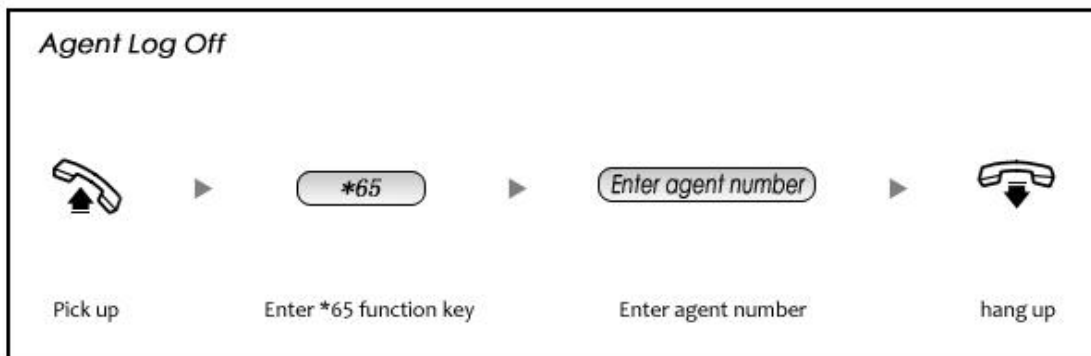 Agent Log Off
*65
Enter agent number
Pick up
Enter *65 function key
Enter agent number
hang up